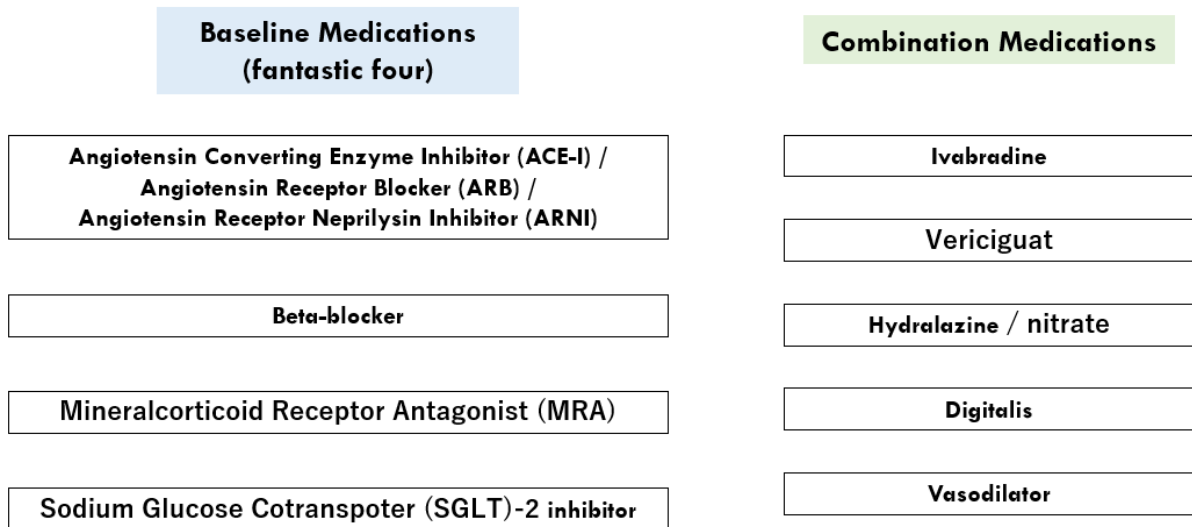 Baseline Medications
(fantastic four)
Angiotensin Converting Enzyme Inhibitor (ACE-I) /
Angiotensin Receptor Blocker (ARB) /
Angiotensin Receptor Neprilysin Inhibitor (ARNI)
Beta-blocker
Mineralcorticoid Receptor Antagonist (MRA)
Sodium Glucose Cotranspoter (SGLT)-2 inhibitor
Combination Medications
Ivabradine
Vericiguat
Hydralazine / nitrate
Digitalis
Vasodilator